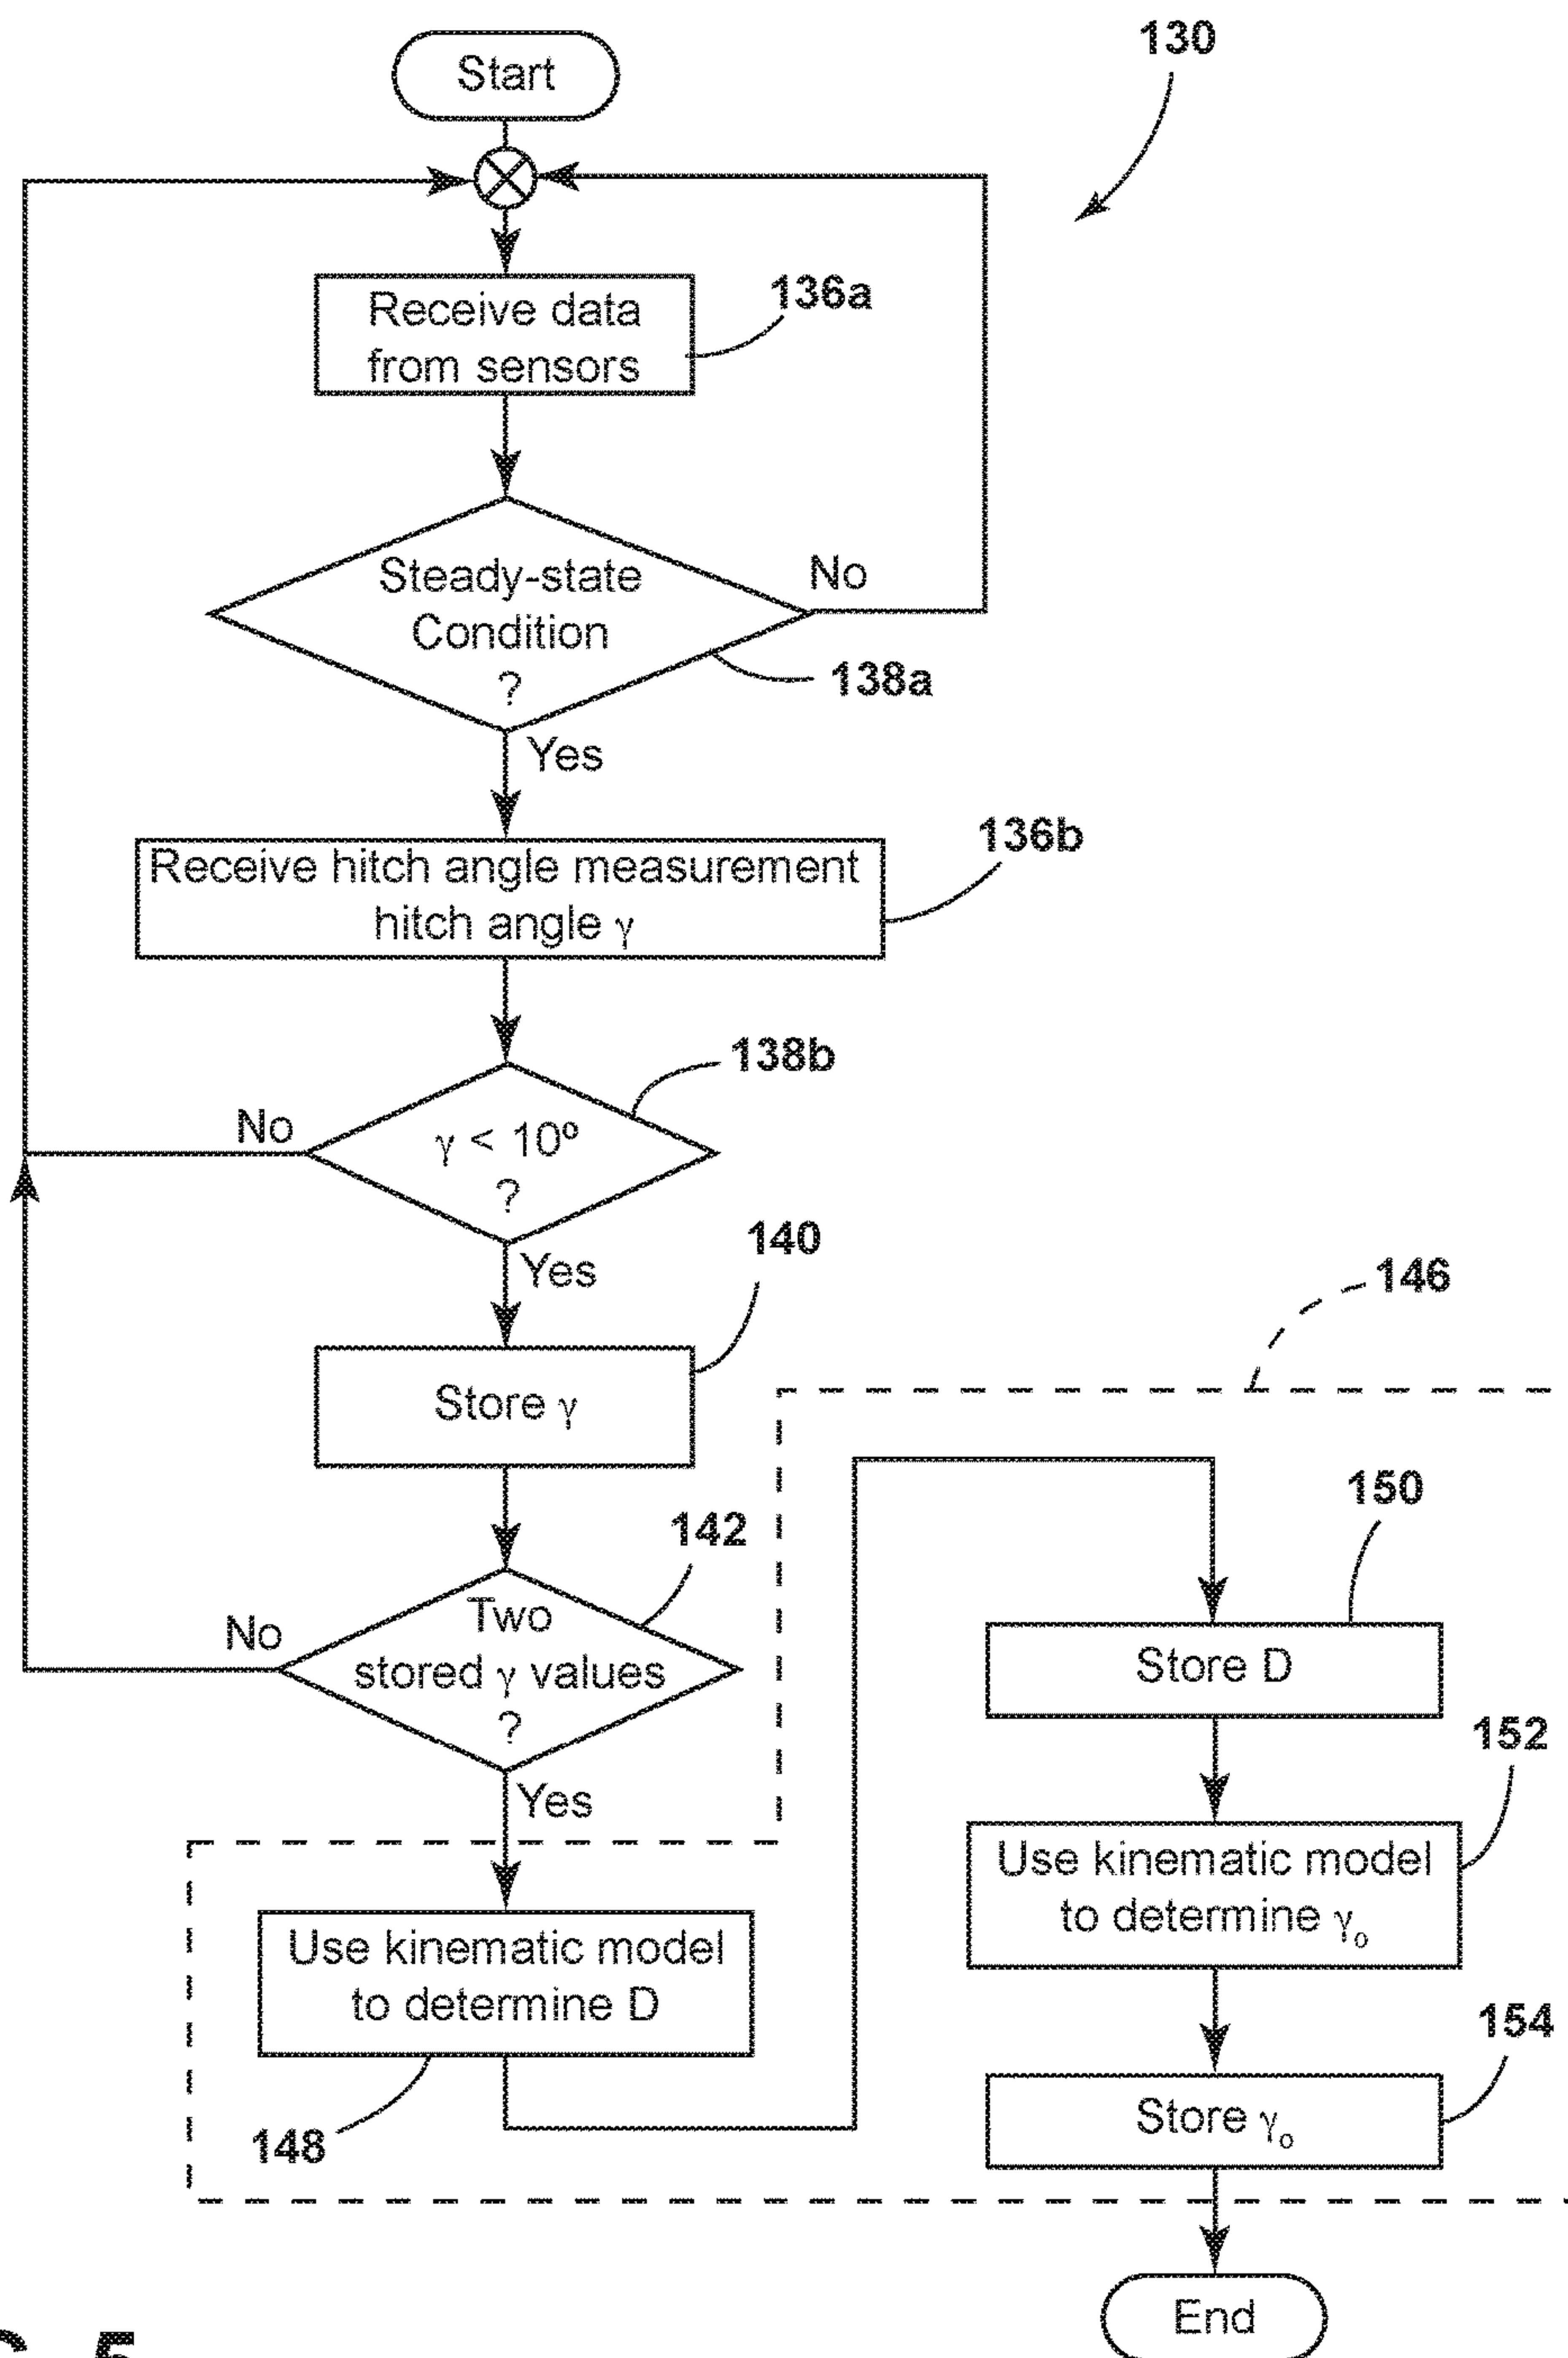 130
Start
Receive data
from sensors
136a
Steady-state
Condition
?
No
138a
Yes
Receive hitch angle measurement
hitch angle γ
136b
138b
γ < 10º
?
No
Yes
140
Store γ
146
142
Two
stored γ values
?
No
Yes
Use kinematic model
to determine D
148
150
Store D
152
Use kinematic model
to determine γₒ
154
Store γₒ
End
5